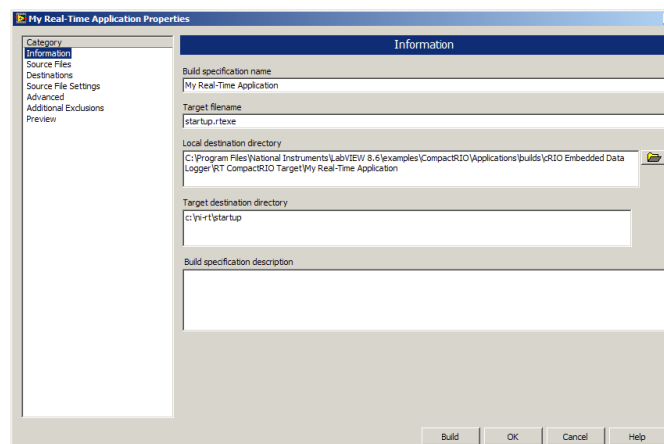 My Real-Time Application Properties
Category
Information
Source Files
Destinations
Source File Settings
Advanced
Additional Exclusions
Preview
Information
Build specification name
My Real-Time Application
Target filename
startup.rtexe
Local destination directory
C:\Program Files\National Instruments\LabVIEW 8.6\examples\CompactRIO\Applications\builds\cRIO Embedded Data
Logger\RT CompactRIO Target\My Real-Time Application
Target destination directory
c:\ni-rt\startup
Build specification description
Build
OK
Cancel
Help